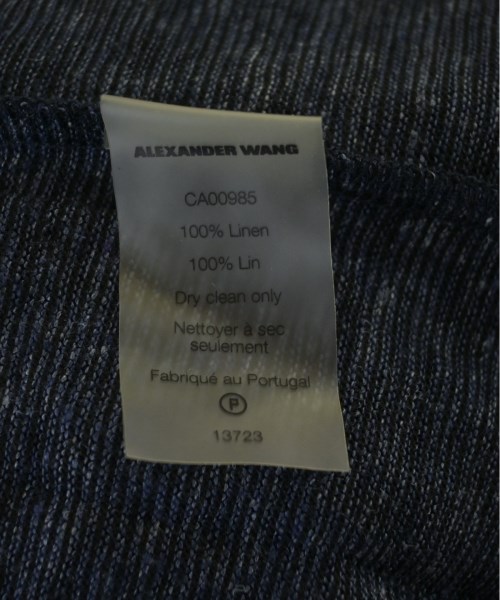 ALEXANDER WANG
CA00985
100% Linen
100% Lin
Dry clean only
Nettoyer à sec
seulement
Fabriqué au Portugal
P
13723